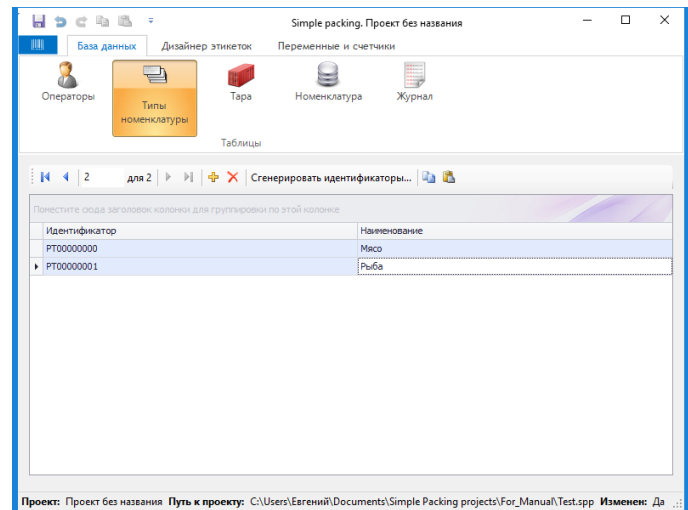 Simple packing. Проект без названия
База данных Дизайнер этикеток Переменные и счетчики
Операторы Типы номенклатуры Тара Номенклатура Журнал
Таблицы
2 для 2 Сгенерировать идентификаторы...
Поместите сюда заголовок колонки для группировки по этой колонке
Идентификатор Наименование
PT00000000 Мясо
PT00000001 Рыба
Проект: Проект без названия Путь к проекту: C:\Users\Евгений\Documents\Simple Packing projects\For_Manual\Test.spp Изменен: Да